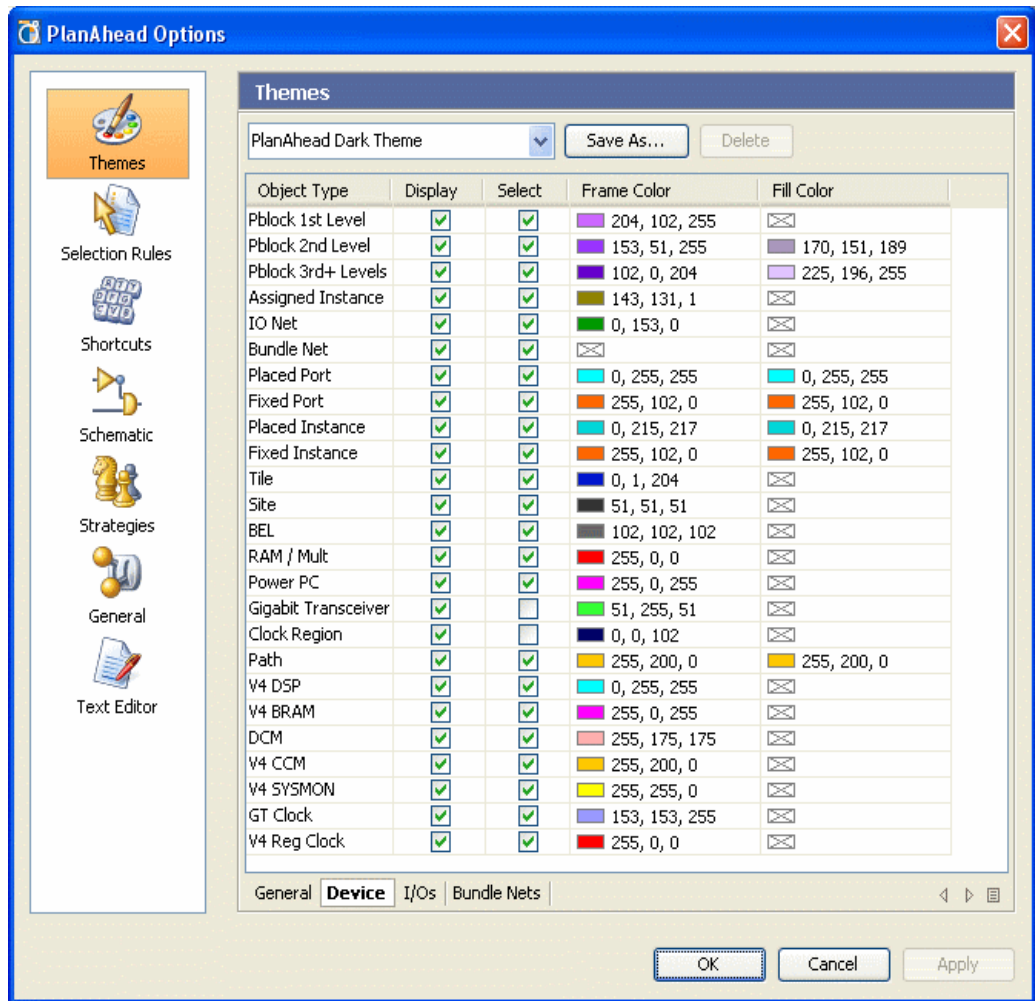 PlanAhead Options
Themes
Selection Rules
Shortcuts
Schematic
Strategies
General
Text Editor
Themes
PlanAhead Dark Theme Save As... Delete
Object Type Display Select Frame Color Fill Color
Pblock 1st Level 204, 102, 255
Pblock 2nd Level 153, 51, 255 170, 151, 189
Pblock 3rd+ Levels 102, 0, 204 225, 196, 255
Assigned Instance 143, 131, 1
IO Net 0, 153, 0
Bundle Net
Placed Port 0, 255, 255 0, 255, 255
Fixed Port 255, 102, 0 255, 102, 0
Placed Instance 0, 215, 217 0, 215, 217
Fixed Instance 255, 102, 0 255, 102, 0
Tile 0, 1, 204
Site 51, 51, 51
BEL 102, 102, 102
RAM / Mult 255, 0, 0
Power PC 255, 0, 255
Gigabit Transceiver 51, 255, 51
Clock Region 0, 0, 102
Path 255, 200, 0 255, 200, 0
V4 DSP 0, 255, 255
V4 BRAM 255, 0, 255
DCM 255, 175, 175
V4 CCM 255, 200, 0
V4 SYSMON 255, 255, 0
GT Clock 153, 153, 255
V4 Reg Clock 255, 0, 0
General Device I/Os Bundle Nets
OK Cancel Apply